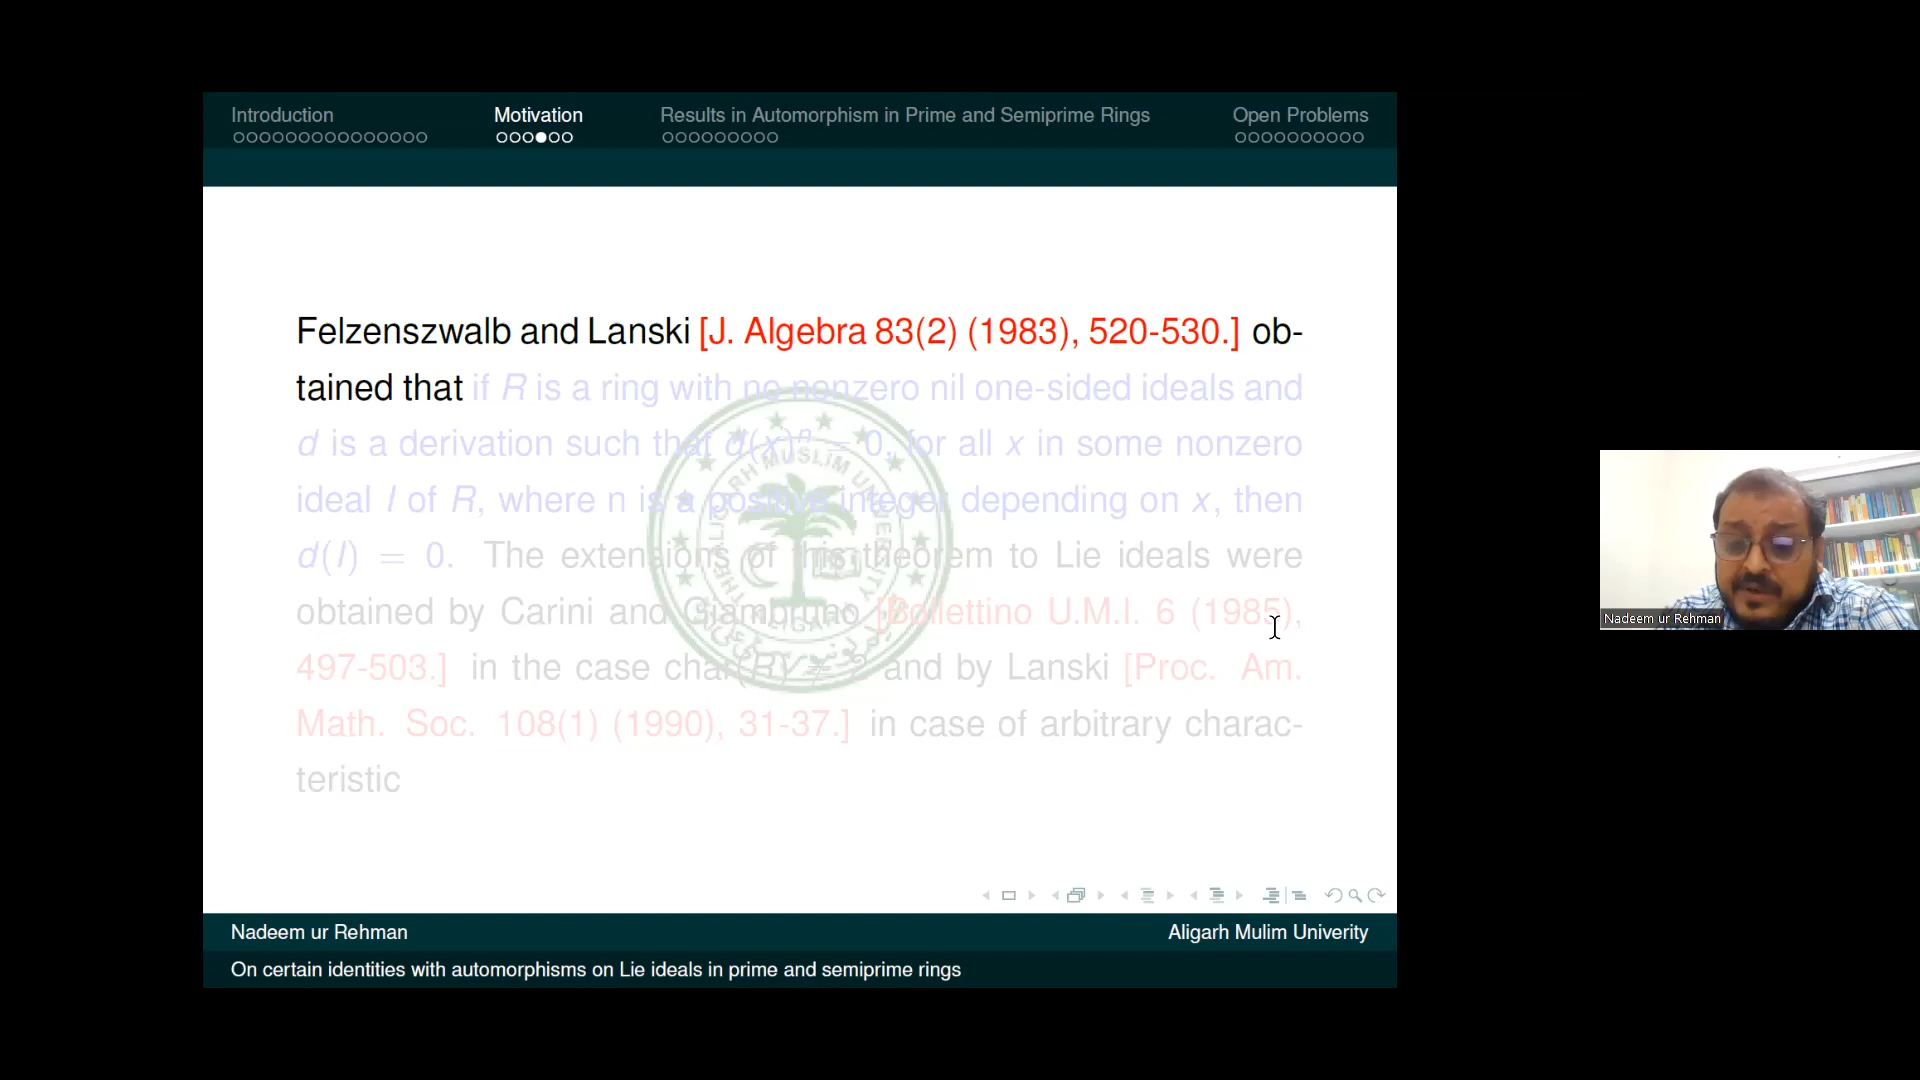 Introduction Motivation Results in Automorphism in Prime and Semiprime Rings Open Problems
Felzenszwalb and Lanski [J. Algebra 83(2) (1983), 520-530.] ob-
tained that if R is a ring with no nonzero nil one-sided ideals and
d is a derivation such that d(x)ⁿ = 0, for all x in some nonzero
ideal I of R, where n is a positive integer depending on x, then
d(I) = 0. The extensions of this theorem to Lie ideals were
obtained by Carini and Giambruno [Bollettino U.M.I. 6 (1985),
497-503.] in the case char(R) ≠ 2 and by Lanski [Proc. Am.
Math. Soc. 108(1) (1990), 31-37.] in case of arbitrary charac-
teristic
Nadeem ur Rehman Aligarh Mulim Univerity
On certain identities with automorphisms on Lie ideals in prime and semiprime rings
Nadeem ur Rehman